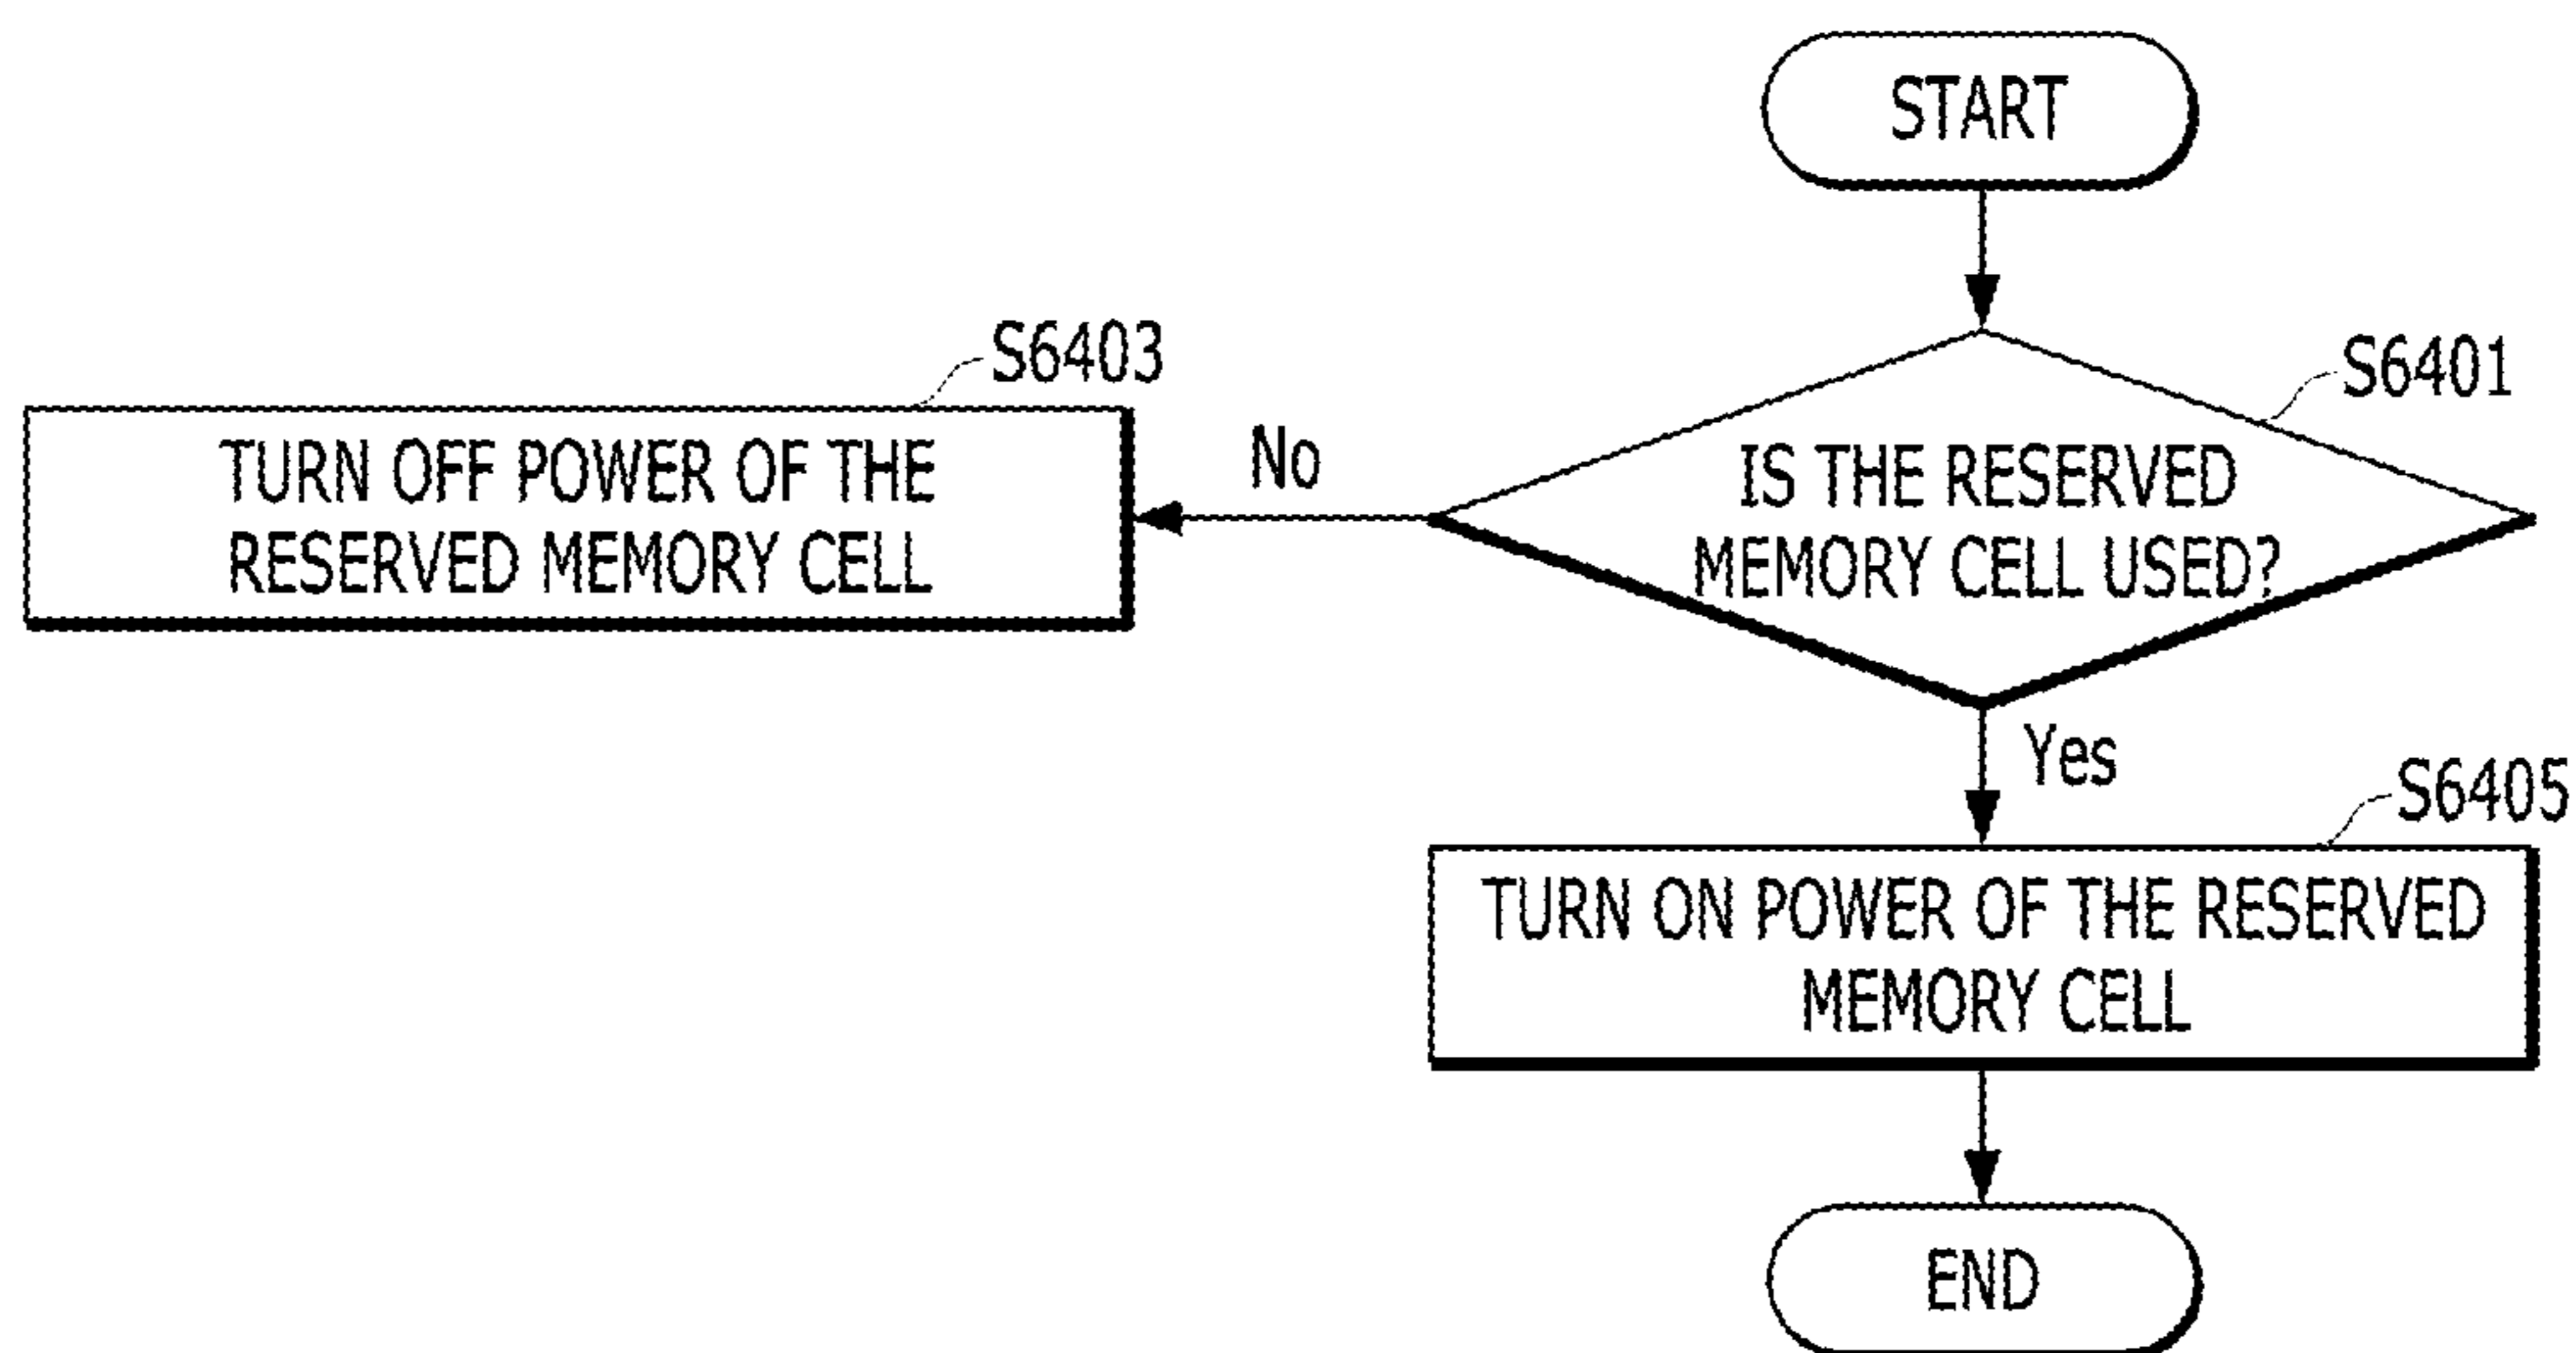 START
S6403
S6401
TURN OFF POWER OF THE
RESERVED MEMORY CELL
No
IS THE RESERVED
MEMORY CELL USED?
Yes
S6405
TURN ON POWER OF THE RESERVED
MEMORY CELL
END